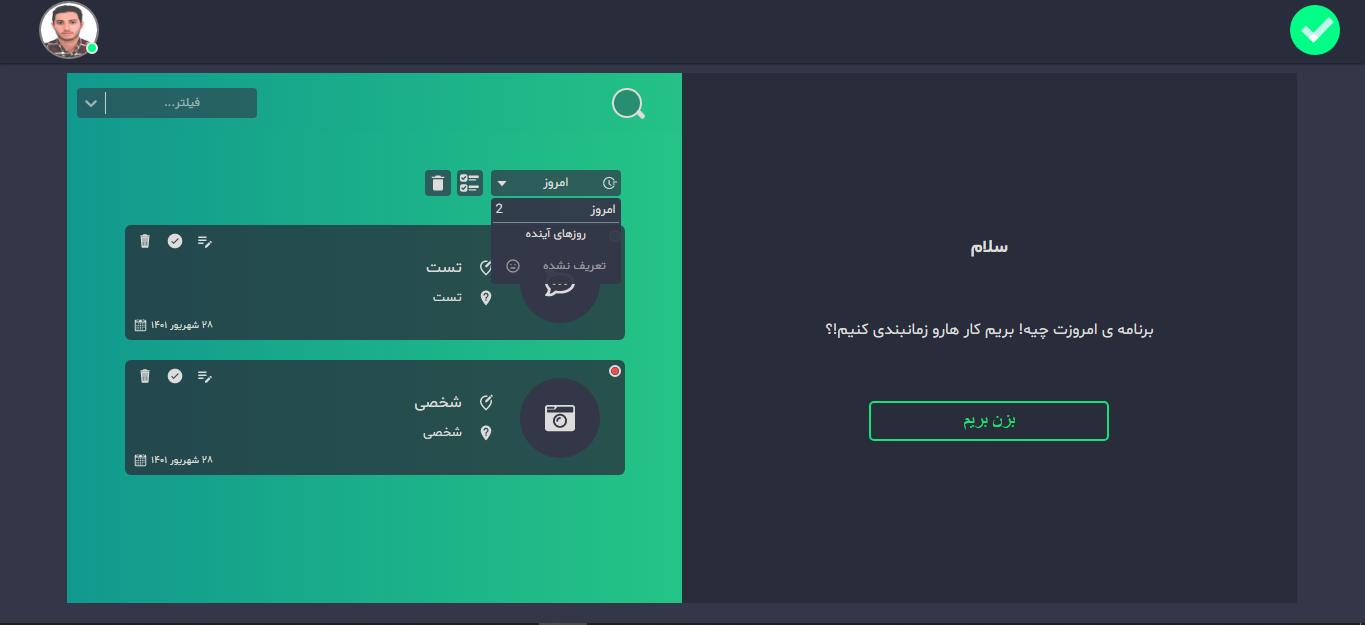 فیلتر...
امروز
امروز 2
روزهای آینده
تعریف نشده
تست
تست
۲۸ شهریور ۱۴۰۱
شخصی
شخصی
۲۸ شهریور ۱۴۰۱
سلام
برنامه ی امروزت چیه! بریم کار هارو زمانبندی کنیم!؟
بزن بریم